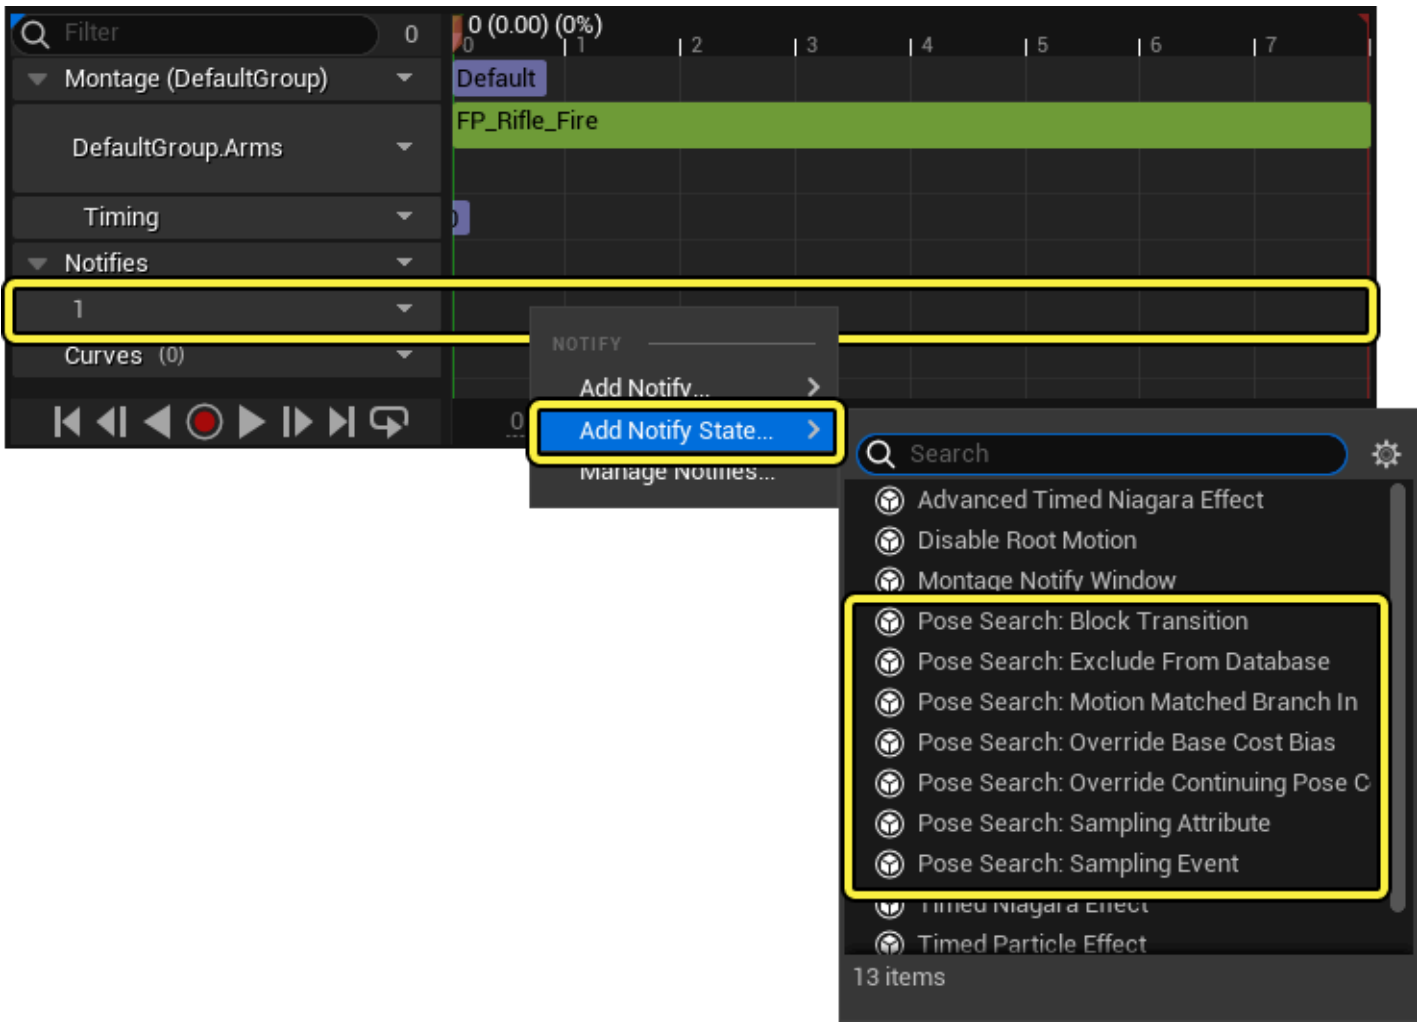 Filter
0
0 (0.00) (0%)
0 1 2 3 4 5 6 7
Montage (DefaultGroup)
Default
FP_Rifle_Fire
DefaultGroup.Arms
Timing
Notifies
1
NOTIFY
Curves (0)
Add Notify...
0
Add Notify State...
Manage Notifies...
Search
Advanced Timed Niagara Effect
Disable Root Motion
Montage Notify Window
Pose Search: Block Transition
Pose Search: Exclude From Database
Pose Search: Motion Matched Branch In
Pose Search: Override Base Cost Bias
Pose Search: Override Continuing Pose C
Pose Search: Sampling Attribute
Pose Search: Sampling Event
Timed Niagara Effect
Timed Particle Effect
13 items